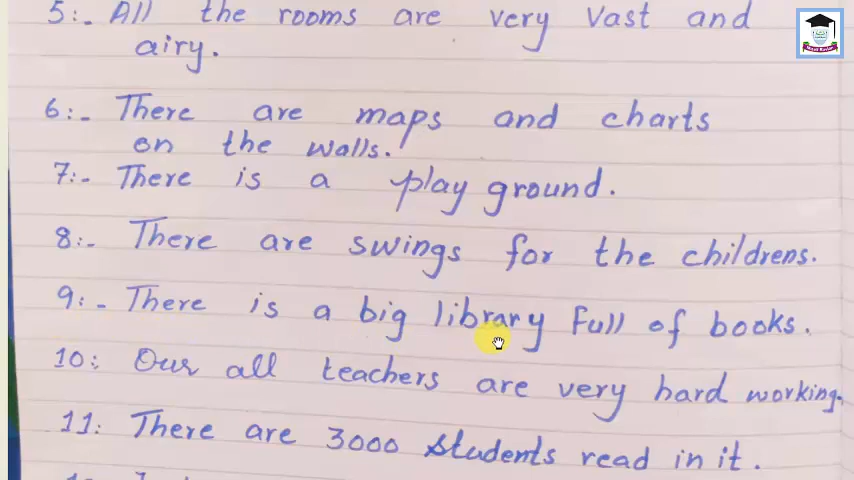 5:- All the rooms are very vast and
airy.
6:- There are maps and charts
on the walls.
7:- There is a play ground.
8:- There are swings for the childrens.
9:- There is a big library full of books.
10: Our all teachers are very hard working.
11: There are 3000 students read in it.